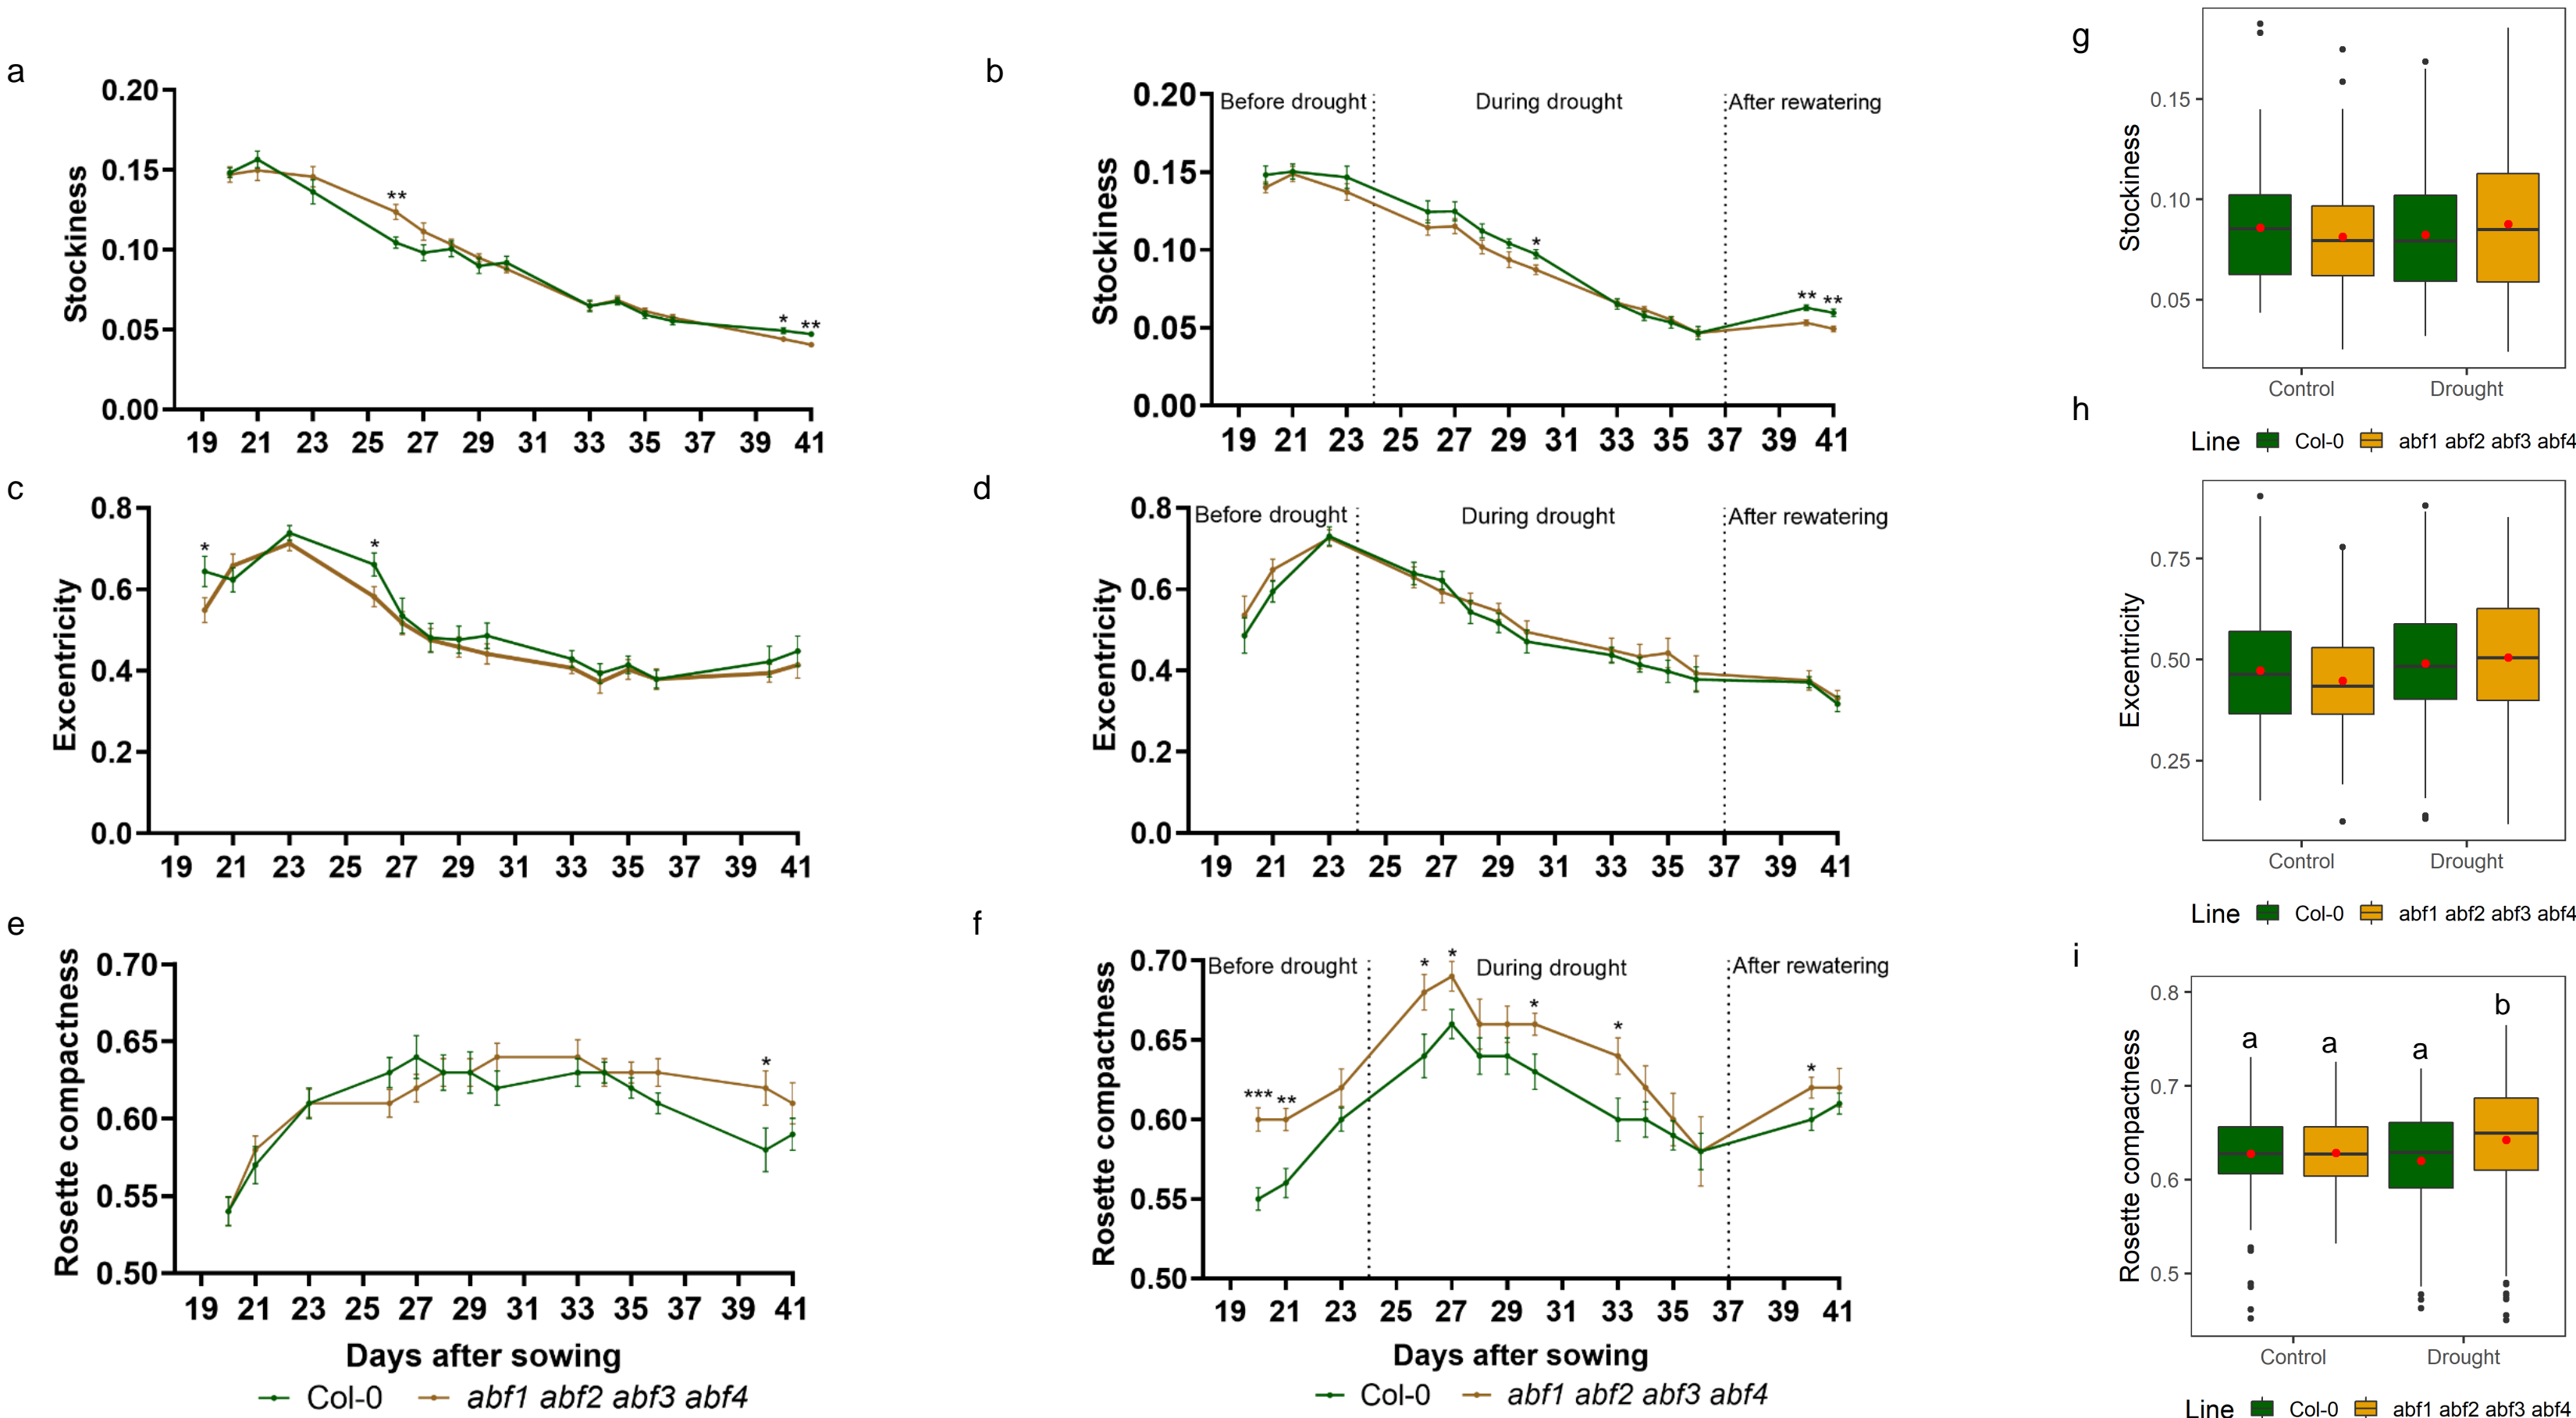 a
0.20
0.15
0.10
0.05
0.00
Stockiness
**
* **
19 21 23 25 27 29 31 33 35 37 39 41
b
0.20
0.15
0.10
0.05
0.00
Stockiness
Before drought During drought After rewatering
*
** **
19 21 23 25 27 29 31 33 35 37 39 41
c
0.8
0.6
0.4
0.2
0.0
Excentricity
* *
19 21 23 25 27 29 31 33 35 37 39 41
d
0.8
0.6
0.4
0.2
0.0
Excentricity
Before drought During drought After rewatering
19 21 23 25 27 29 31 33 35 37 39 41
e
0.70
0.65
0.60
0.55
0.50
Rosette compactness
*
19 21 23 25 27 29 31 33 35 37 39 41
Days after sowing
Col-0 abf1 abf2 abf3 abf4
f
0.70
0.65
0.60
0.55
0.50
Rosette compactness
Before drought During drought After rewatering
*** ** * * * * *
19 21 23 25 27 29 31 33 35 37 39 41
Days after sowing
Col-0 abf1 abf2 abf3 abf4
g
0.15
0.10
0.05
Stockiness
Control Drought
Line Col-0 abf1 abf2 abf3 abf4
h
0.75
0.50
0.25
Excentricity
Control Drought
Line Col-0 abf1 abf2 abf3 abf4
i
0.8
0.7
0.6
0.5
Rosette compactness
a a a b
Control Drought
Line Col-0 abf1 abf2 abf3 abf4